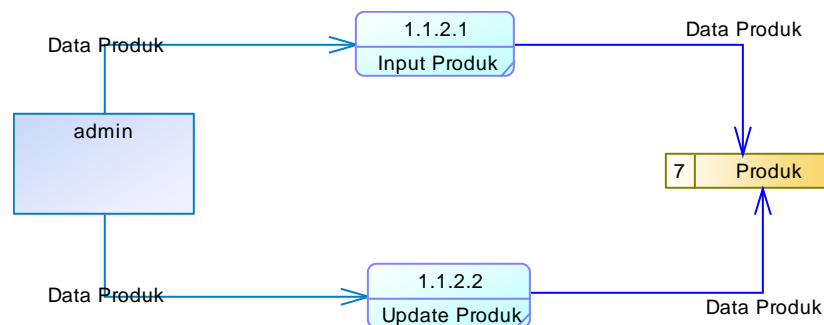 Data Produk
1.1.2.1
Input Produk
Data Produk
admin
7
Produk
Data Produk
1.1.2.2
Update Produk
Data Produk